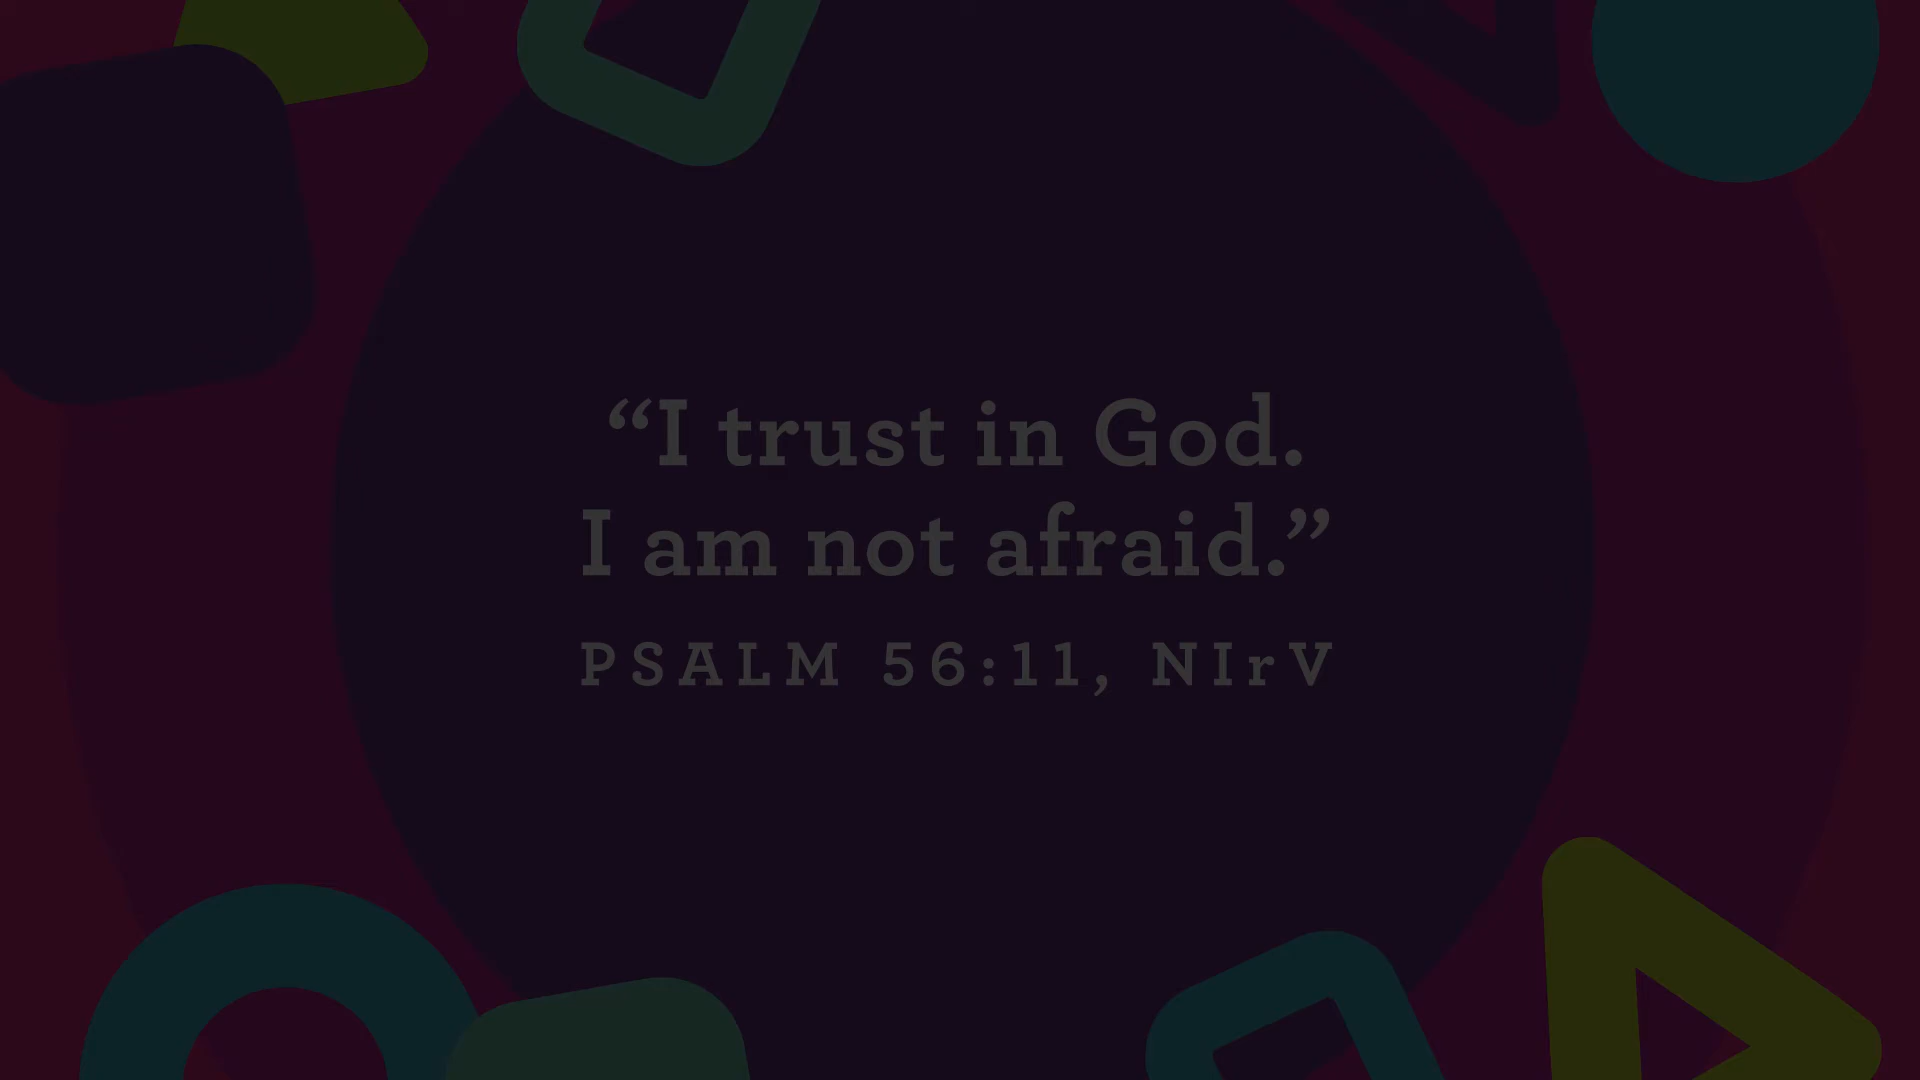 “I trust in God.
I am not afraid.”
PSALM 56:11, NIrV